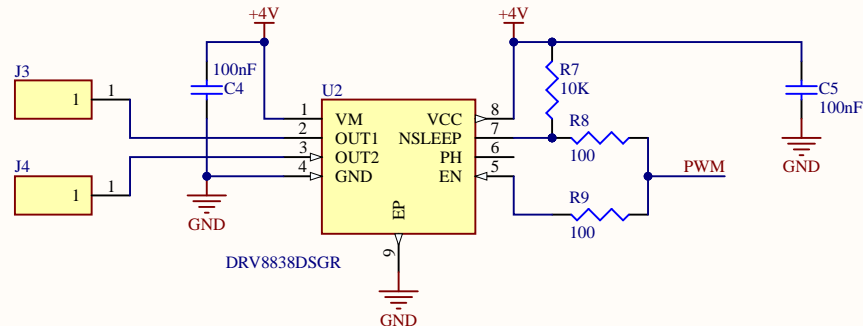 +4V
+4V
J3
1
1
100nF
C4
U2
R7
10K
C5
100nF
1
VM
VCC
8
2
OUT1
NSLEEP
7
R8
100
3
OUT2
PH
6
4
GND
EN
5
PWM
J4
1
1
GND
R9
100
GND
EP
9
DRV8838DSGR
GND